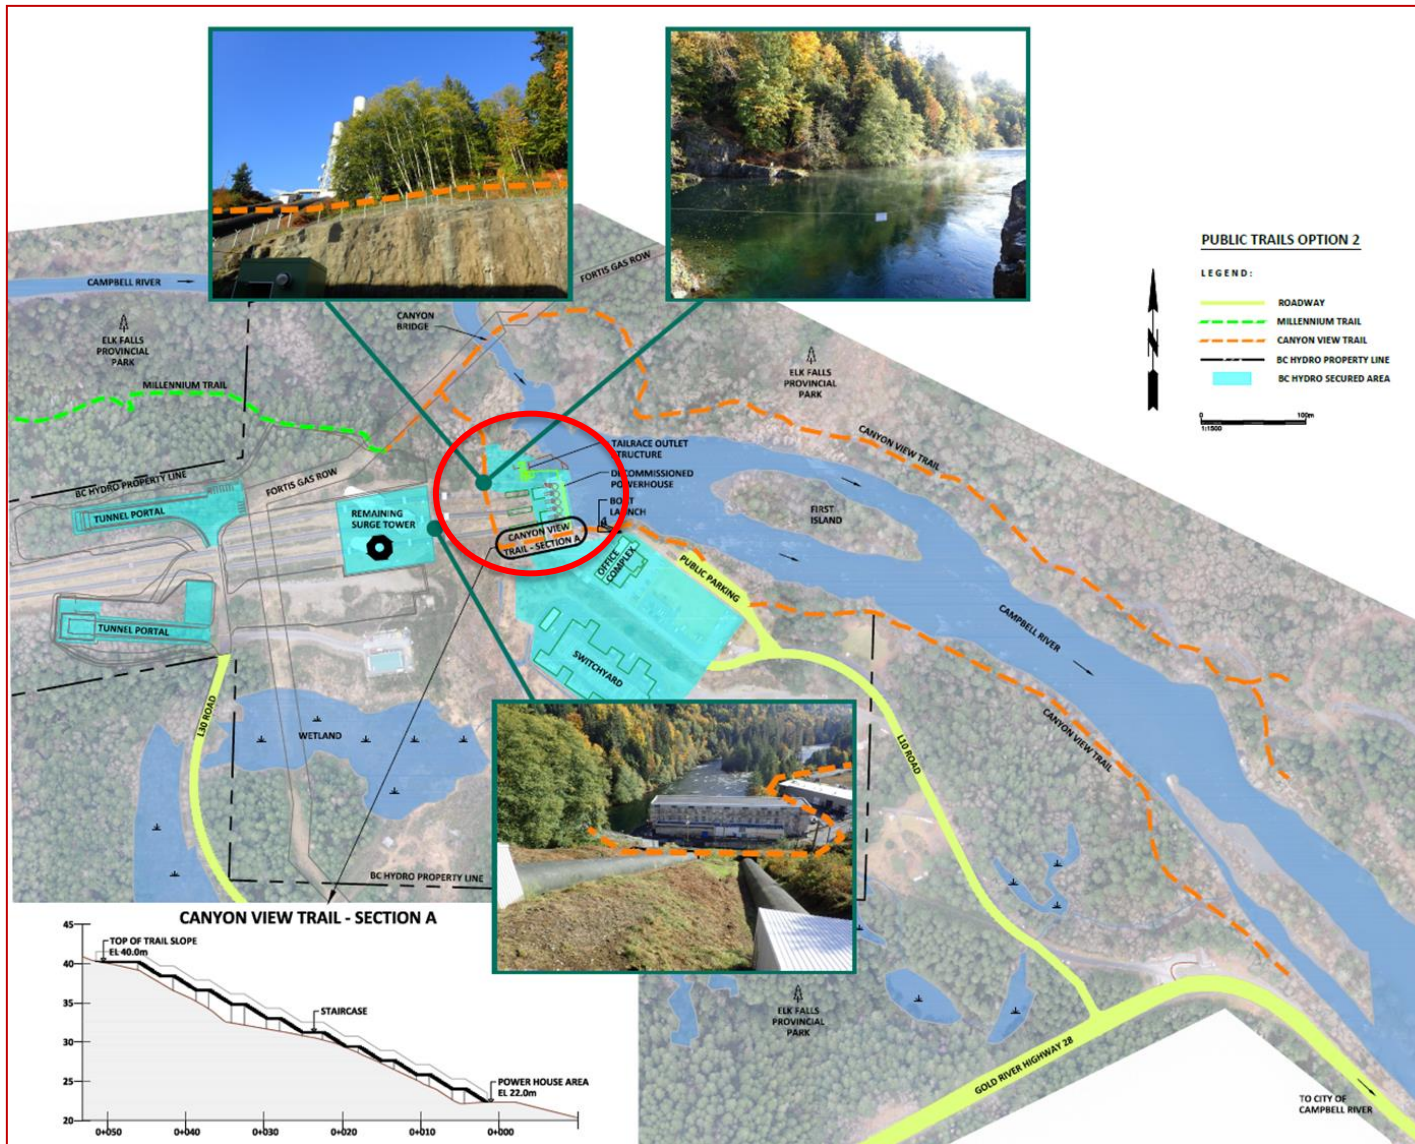 CAMPBELL RIVER
ELK FALLS
PROVINCIAL
PARK
MILLENNIUM TRAIL
CANYON
BRIDGE
FORTIS GAS ROW
ELK FALLS
PROVINCIAL
PARK
PUBLIC TRAILS OPTION 2
LEGEND:
ROADWAY
MILLENNIUM TRAIL
CANYON VIEW TRAIL
BC HYDRO PROPERTY LINE
BC HYDRO SECURED AREA
N
0 100m
1:1500
CANYON VIEW TRAIL
TAILRACE OUTLET
STRUCTURE
DECOMMISSIONED
POWERHOUSE
BOAT
LAUNCH
FIRST
ISLAND
BC HYDRO PROPERTY LINE
FORTIS GAS ROW
TUNNEL PORTAL
REMAINING
SURGE TOWER
CANYON VIEW
TRAIL - SECTION A
OFFICE
COMPLEX
PUBLIC PARKING
CAMPBELL RIVER
TUNNEL PORTAL
SWITCHYARD
L30 ROAD
WETLAND
L10 ROAD
CANYON VIEW TRAIL
BC HYDRO PROPERTY LINE
ELK FALLS
PROVINCIAL
PARK
GOLD RIVER HIGHWAY 28
TO CITY OF
CAMPBELL RIVER
CANYON VIEW TRAIL - SECTION A
45
TOP OF TRAIL SLOPE
EL 40.0m
40
35
STAIRCASE
30
25
POWER HOUSE AREA
EL 22.0m
20
0+050 0+040 0+030 0+020 0+010 0+000